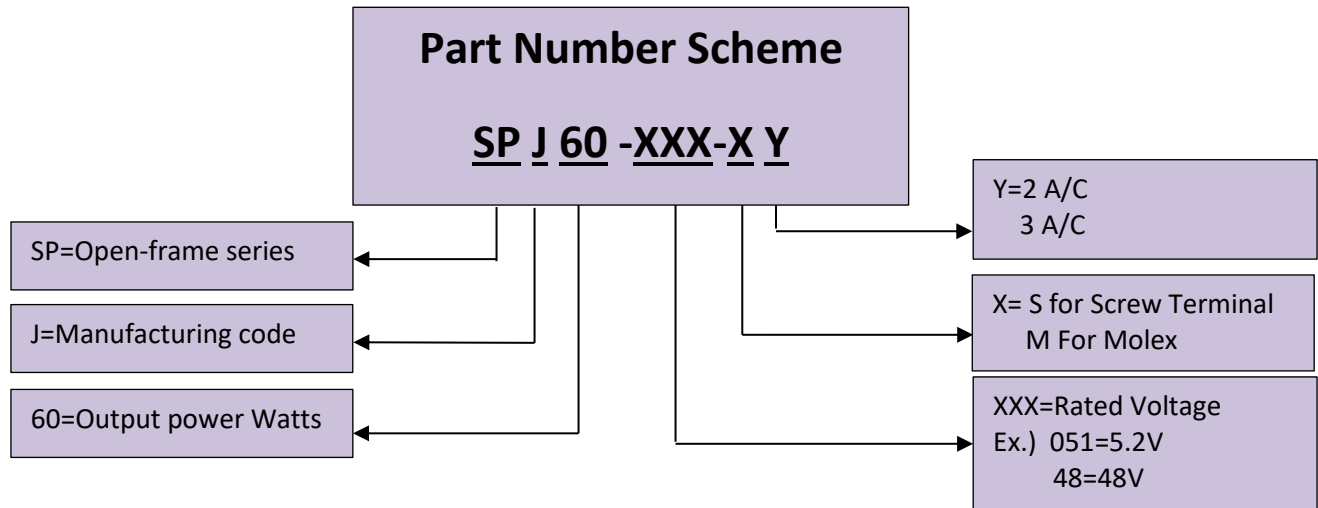 Part Number Scheme
SP J 60 -XXX-X Y
SP=Open-frame series
J=Manufacturing code
60=Output power Watts
Y=2 A/C
3 A/C
X= S for Screw Terminal
M For Molex
XXX=Rated Voltage
Ex.) 051=5.2V
48=48V